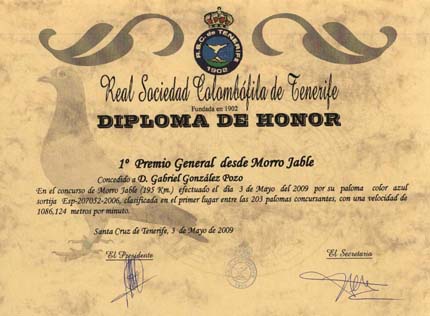 R.S.C. de TENERIFE
1902
Real Sociedad Colombófila de Tenerife
Fundada en 1902
DIPLOMA DE HONOR
1º Premio General desde Morro Jable
Concedido a D. Gabriel González Pozo
En el concurso de Morro Jable (195 Km.) efectuado el día 3 de Mayo del 2009 por su paloma color azul
sortija Esp-207052-2006, clasificada en el primer lugar entre las 203 palomas concursantes, con una velocidad de
1086,124 metros por minuto.
Santa Cruz de Tenerife, 3 de Mayo de 2009
El Presidente
El Secretario